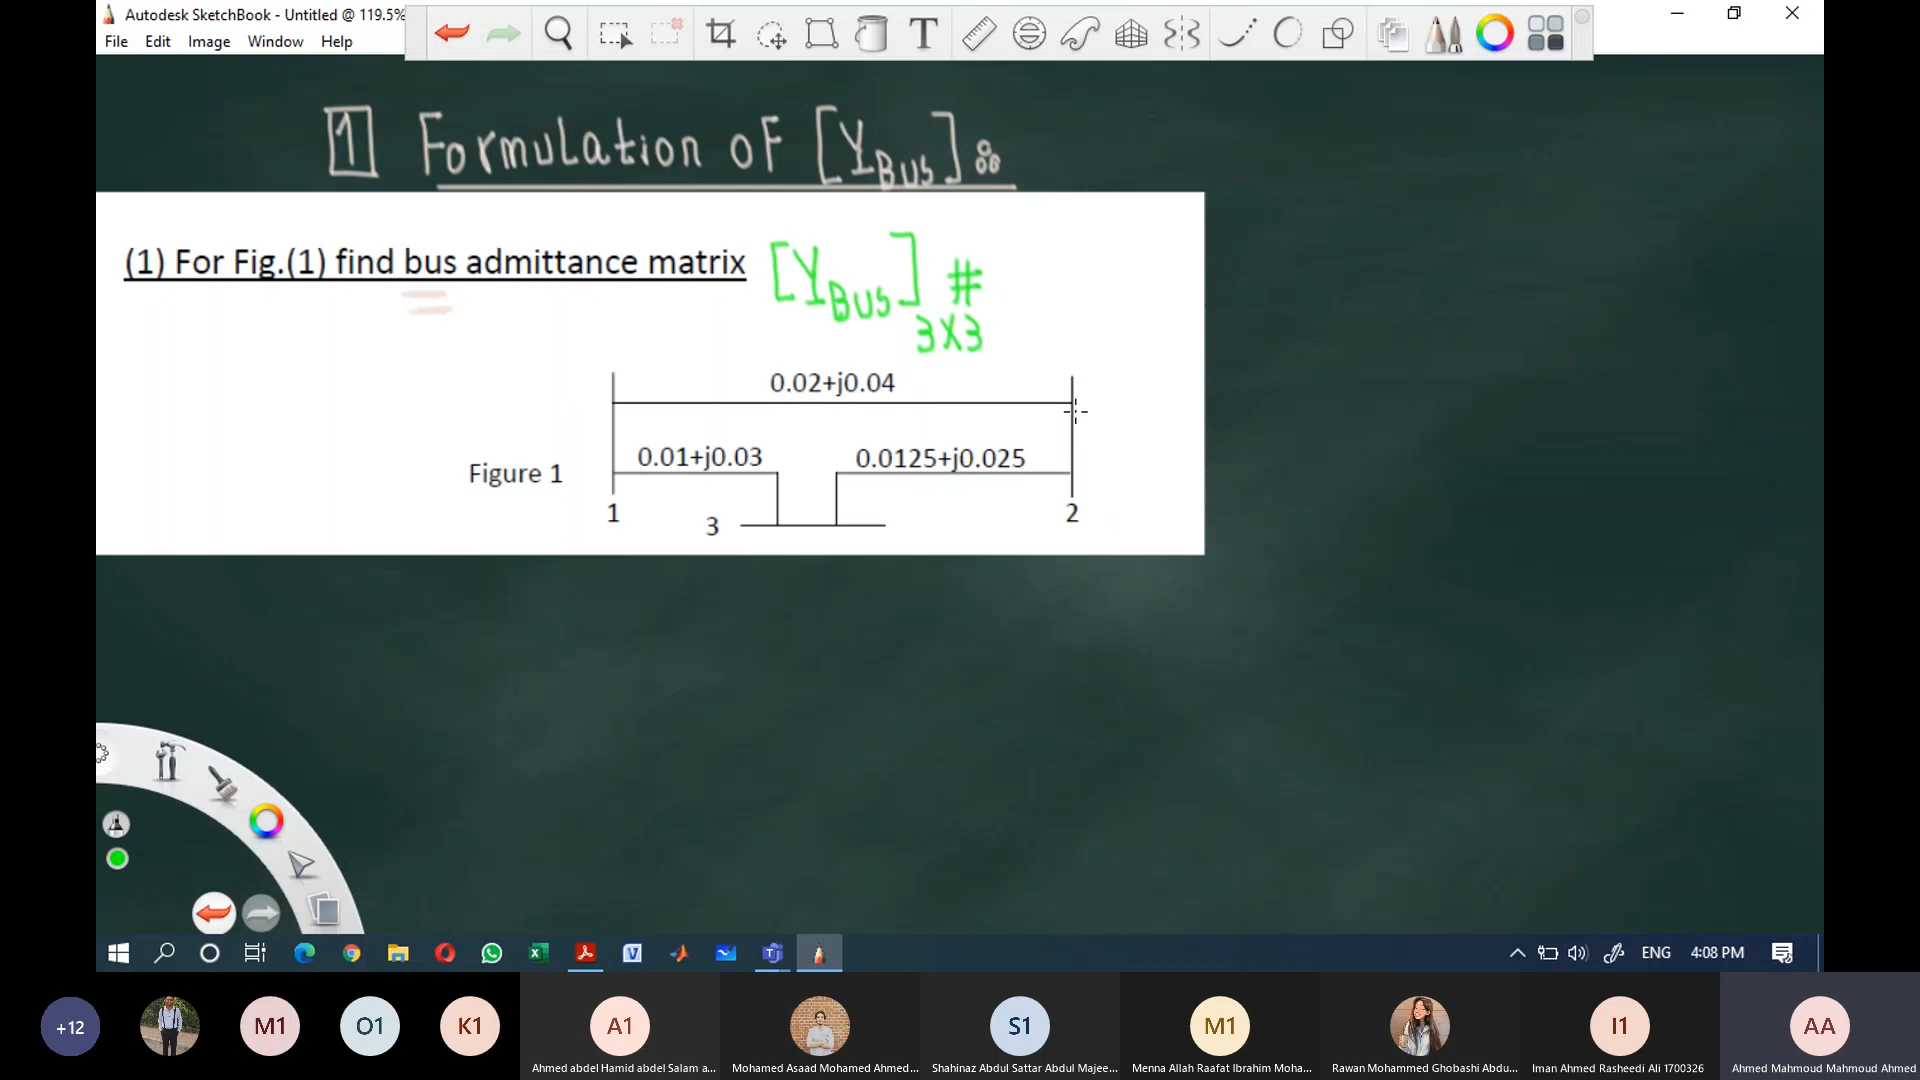 Autodesk SketchBook - Untitled @ 119.5%
File Edit Image Window Help
1 Formulation of [YBus]:
(1) For Fig.(1) find bus admittance matrix [YBus] #
3x3
0.02+j0.04
0.01+j0.03 0.0125+j0.025
Figure 1
1 2
3
ENG 4:08 PM
+12 M1 O1 K1 A1 S1 M1 I1 AA
Ahmed abdel Hamid abdel Salam a... Mohamed Asaad Mohamed Ahmed... Shahinaz Abdul Sattar Abdul Majee... Menna Allah Raafat Ibrahim Moha... Rawan Mohammed Ghobashi Abdu... Iman Ahmed Rasheedi Ali 1700326 Ahmed Mahmoud Mahmoud Ahmed